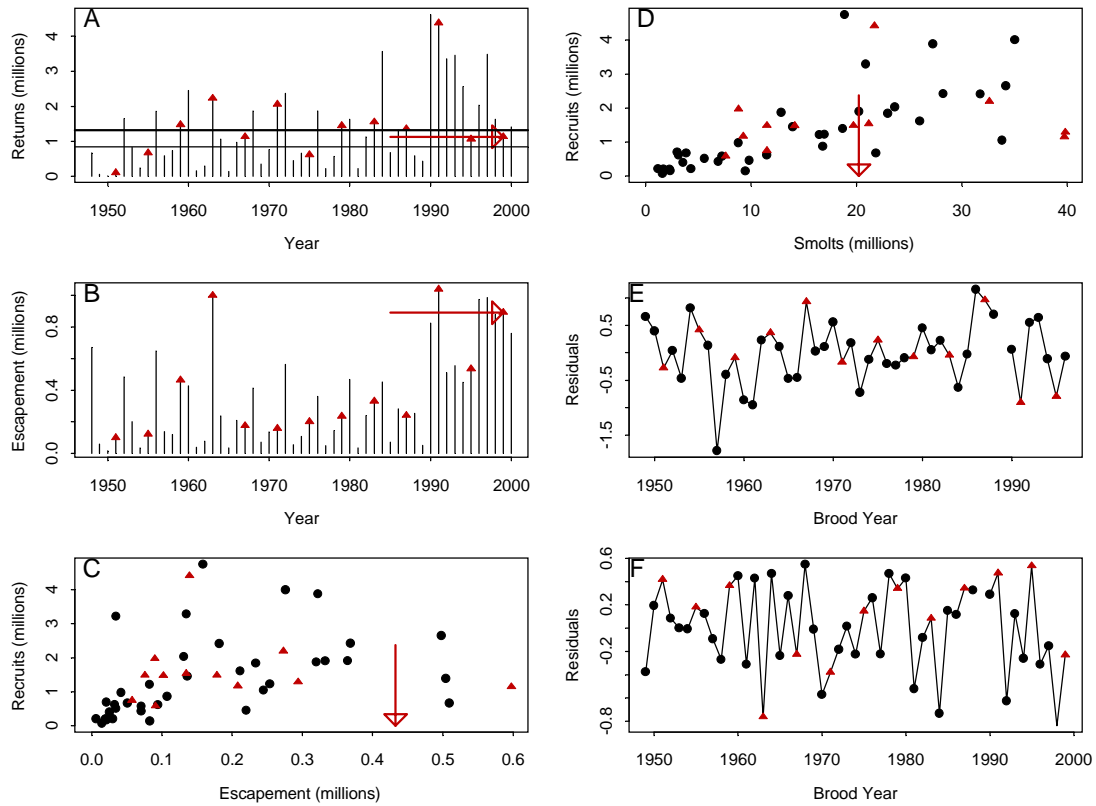 A
Returns (millions)
0 1 2 3 4
1950 1960 1970 1980 1990 2000
Year
B
Escapement (millions)
0.0 0.4 0.8
1950 1960 1970 1980 1990 2000
Year
C
Recruits (millions)
0 1 2 3 4
0.0 0.1 0.2 0.3 0.4 0.5 0.6
Escapement (millions)
D
Recruits (millions)
0 1 2 3 4
0 10 20 30 40
Smolts (millions)
E
Residuals
-1.5 -0.5 0.5
1950 1960 1970 1980 1990
Brood Year
F
Residuals
-0.8 -0.2 0.2 0.6
1950 1960 1970 1980 1990 2000
Brood Year